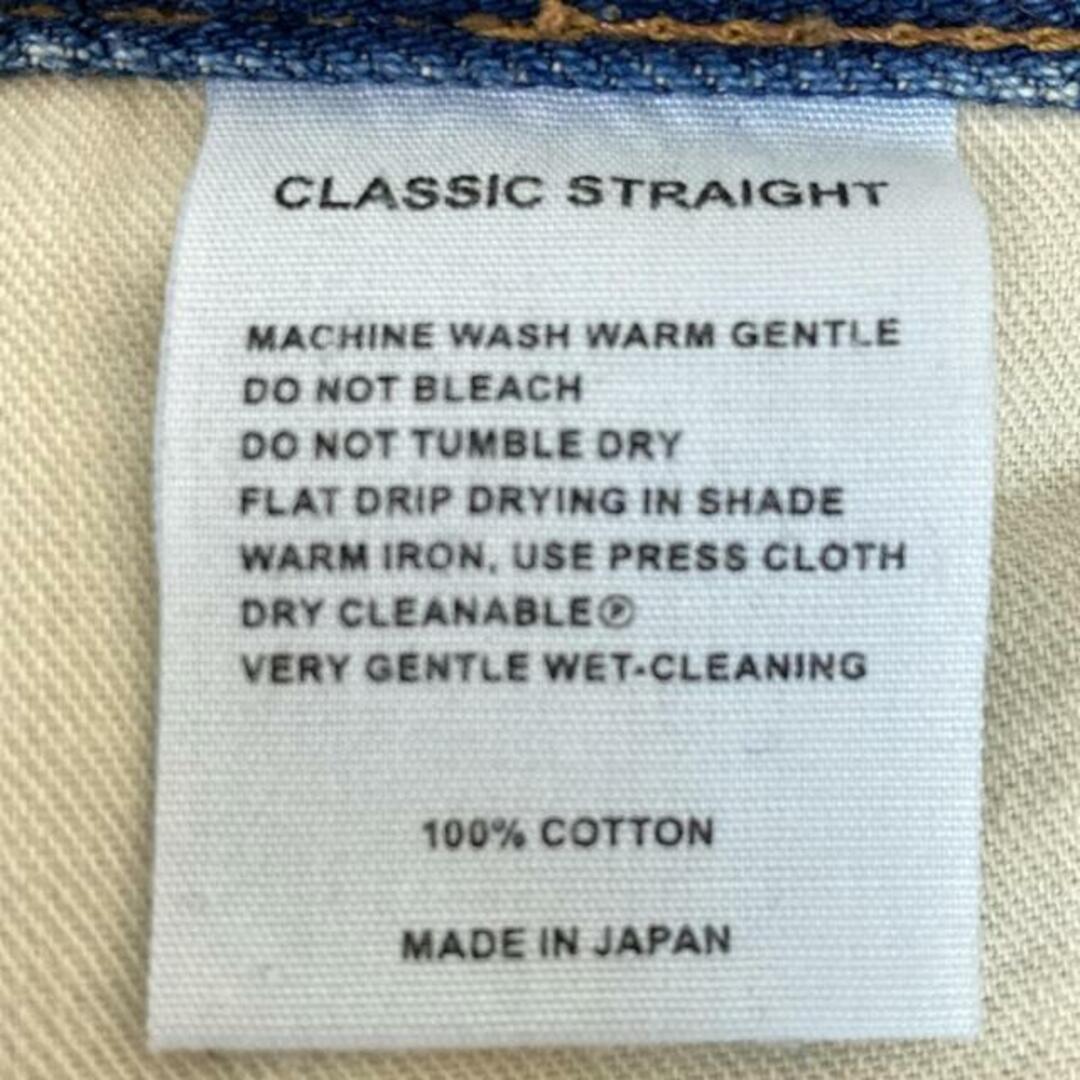 CLASSIC STRAIGHT
MACHINE WASH WARM GENTLE
DO NOT BLEACH
DO NOT TUMBLE DRY
FLAT DRIP DRYING IN SHADE
WARM IRON, USE PRESS CLOTH
DRY CLEANABLEⓅ
VERY GENTLE WET-CLEANING
100% COTTON
MADE IN JAPAN